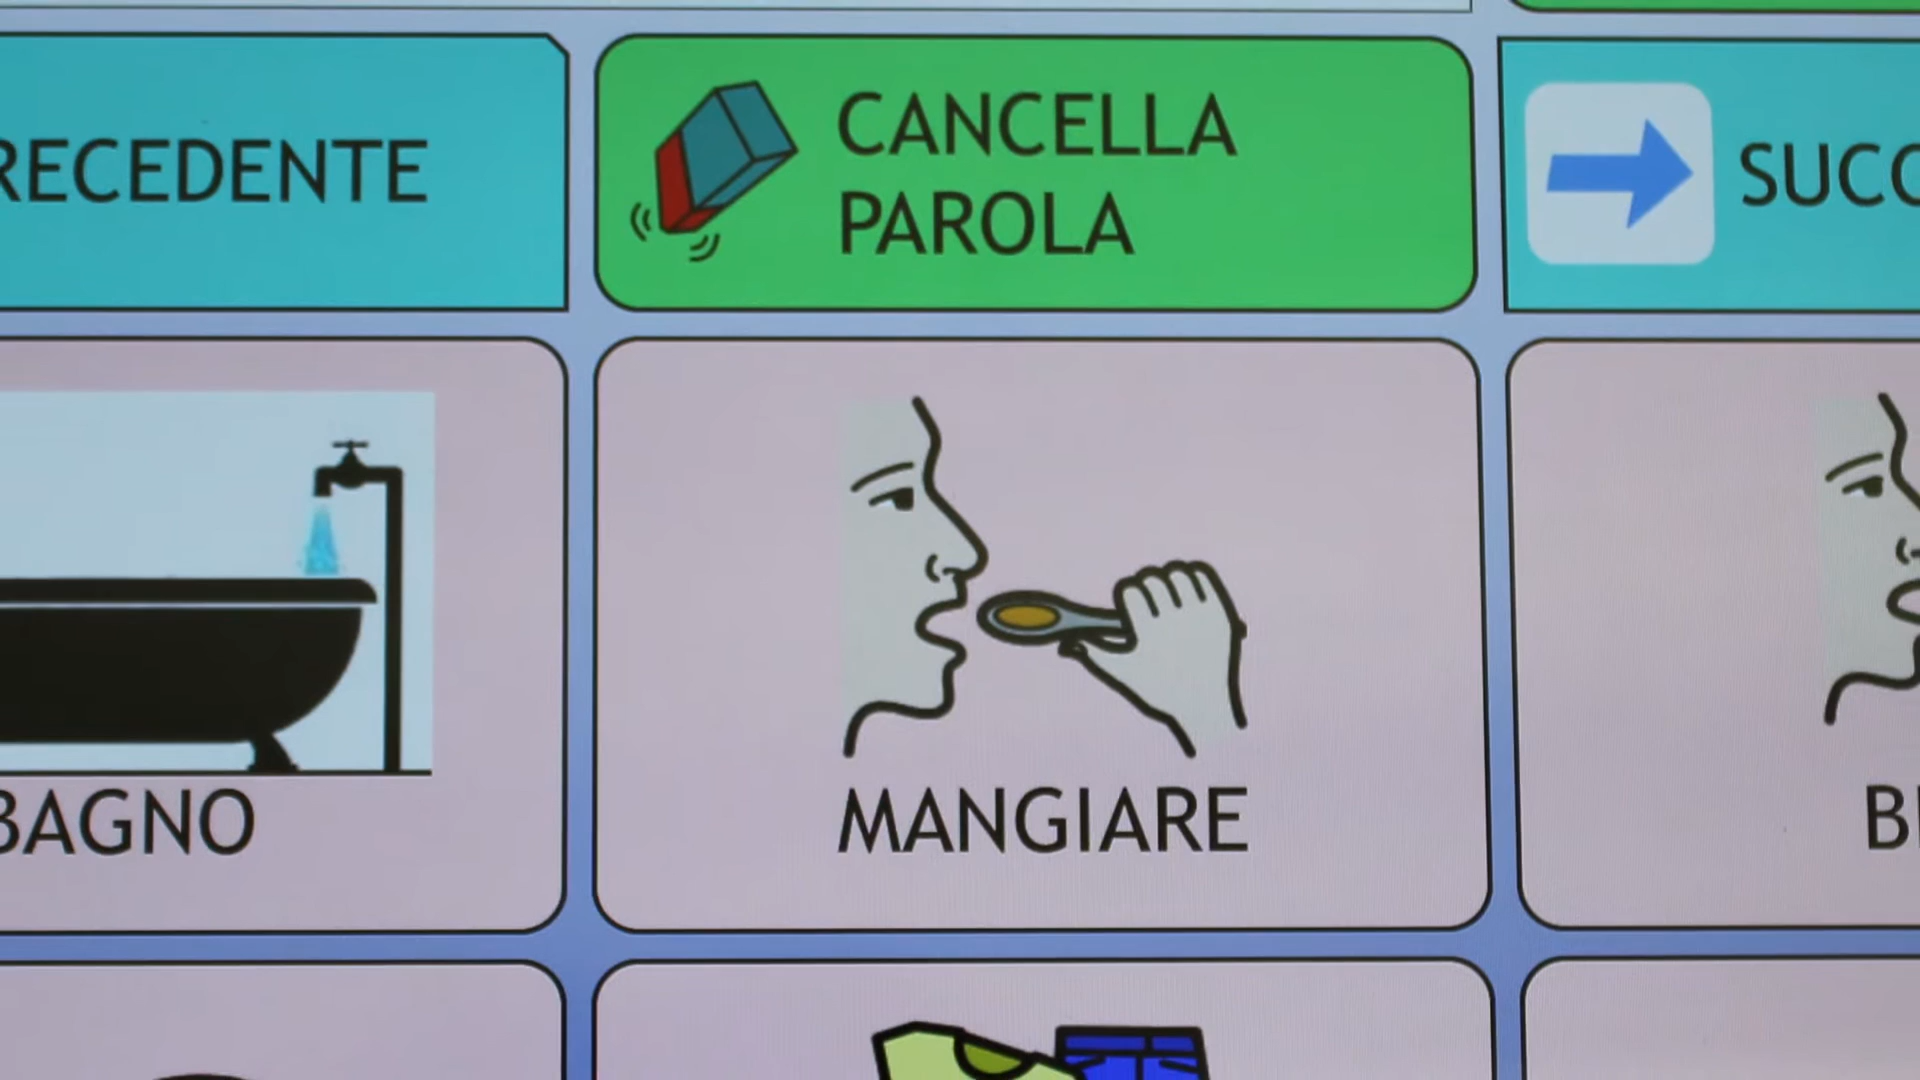 RECEDENTE
CANCELLA
PAROLA
SUCC
BAGNO
MANGIARE